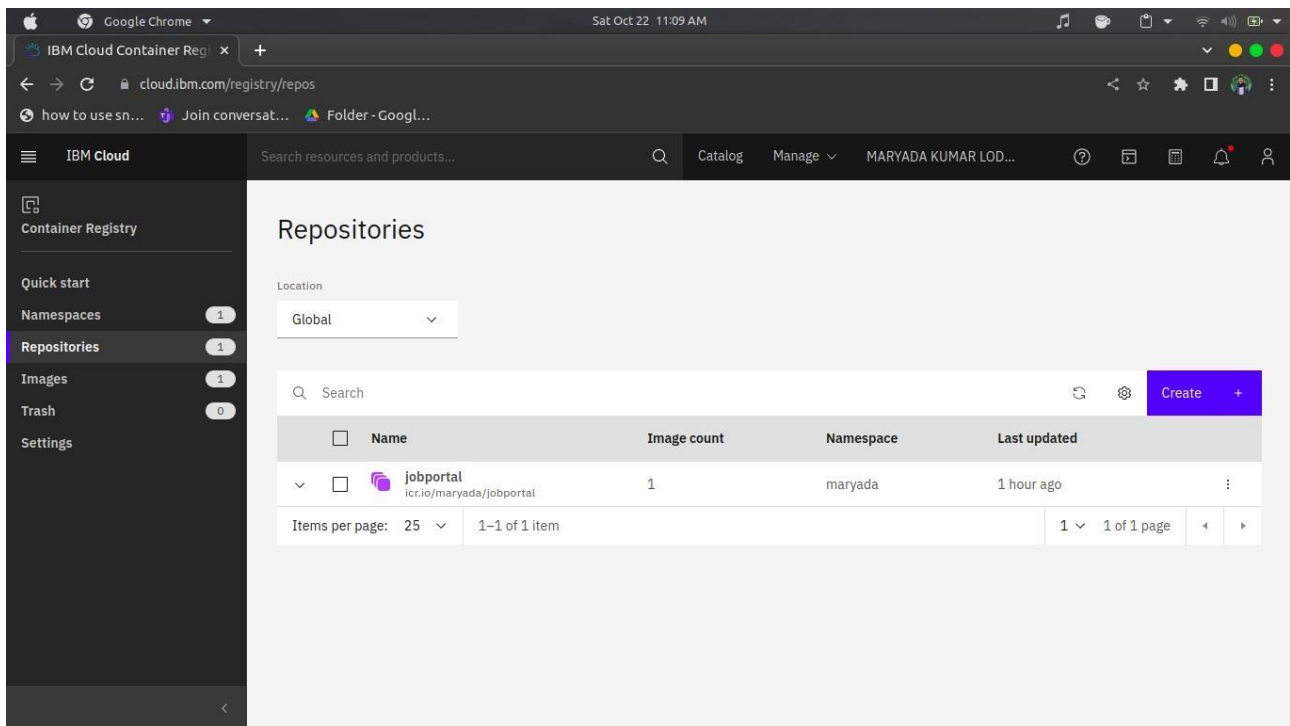 Google Chrome
Sat Oct 22 11:09 AM
IBM Cloud Container Reg
cloud.ibm.com/registry/repos
how to use sn...
Join conversat...
Folder - Googl...
IBM Cloud
Search resources and products...
Catalog
Manage
MARYADA KUMAR LOD...
Container Registry
Quick start
Namespaces 1
Repositories 1
Images 1
Trash 0
Settings
Repositories
Location
Global
Search
Create +
Name Image count Namespace Last updated
jobportal 1 maryada 1 hour ago
icr.io/maryada/jobportal
Items per page: 25 1–1 of 1 item 1 1 of 1 page